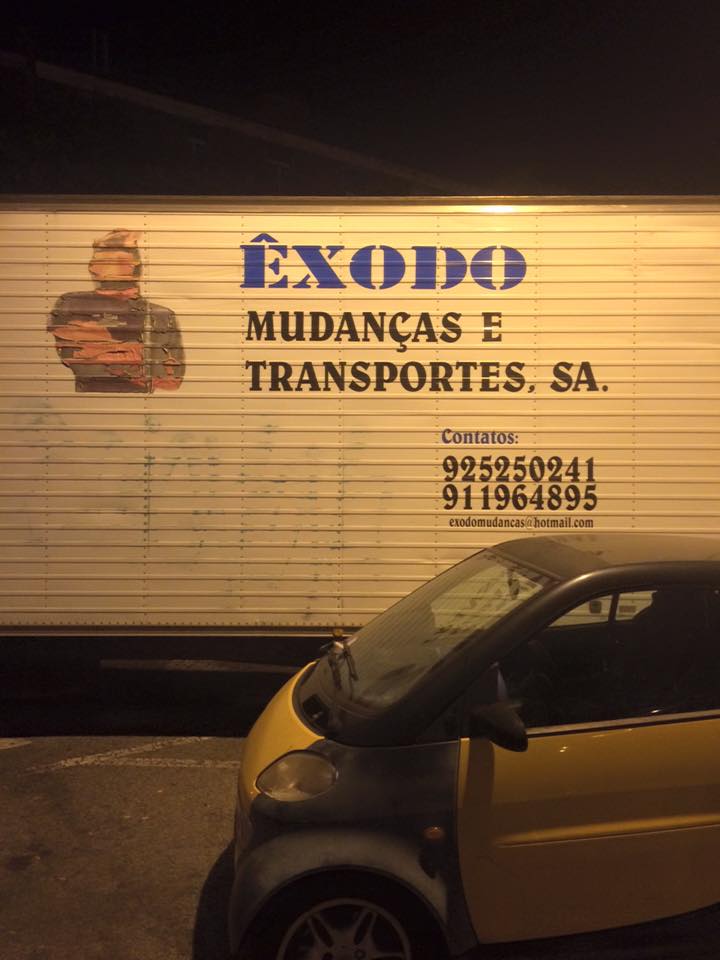 ÊXODO
MUDANÇAS E
TRANSPORTES, SA.
Contatos:
925250241
911964895
exodomudancas@hotmail.com